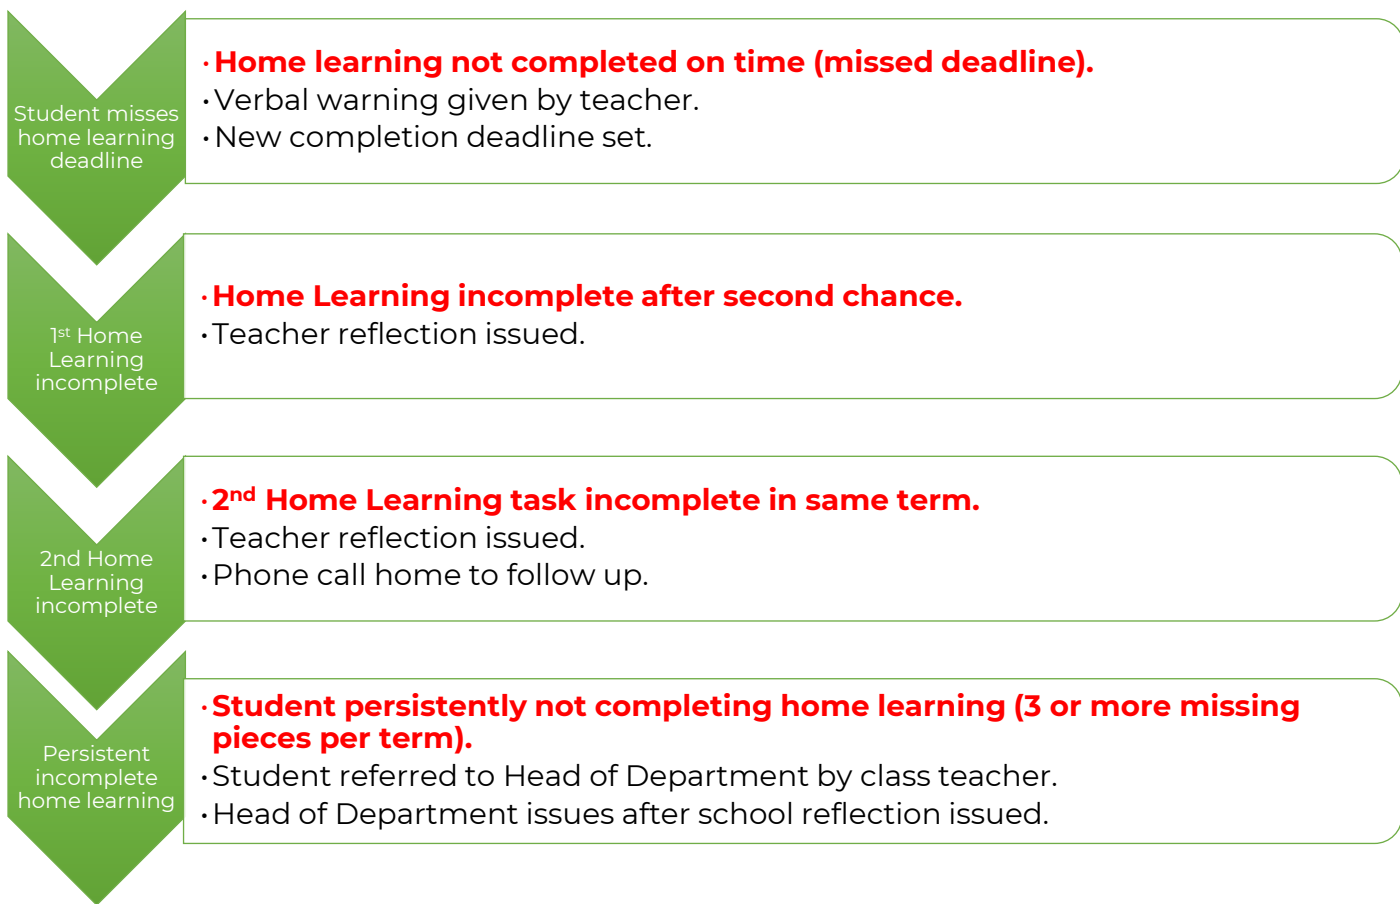 Student misses
home learning
deadline
· Home learning not completed on time (missed deadline).
· Verbal warning given by teacher.
· New completion deadline set.
1st Home
Learning
incomplete
· Home Learning incomplete after second chance.
· Teacher reflection issued.
2nd Home
Learning
incomplete
· 2nd Home Learning task incomplete in same term.
· Teacher reflection issued.
· Phone call home to follow up.
Persistent
incomplete
home learning
· Student persistently not completing home learning (3 or more missing
pieces per term).
· Student referred to Head of Department by class teacher.
· Head of Department issues after school reflection issued.